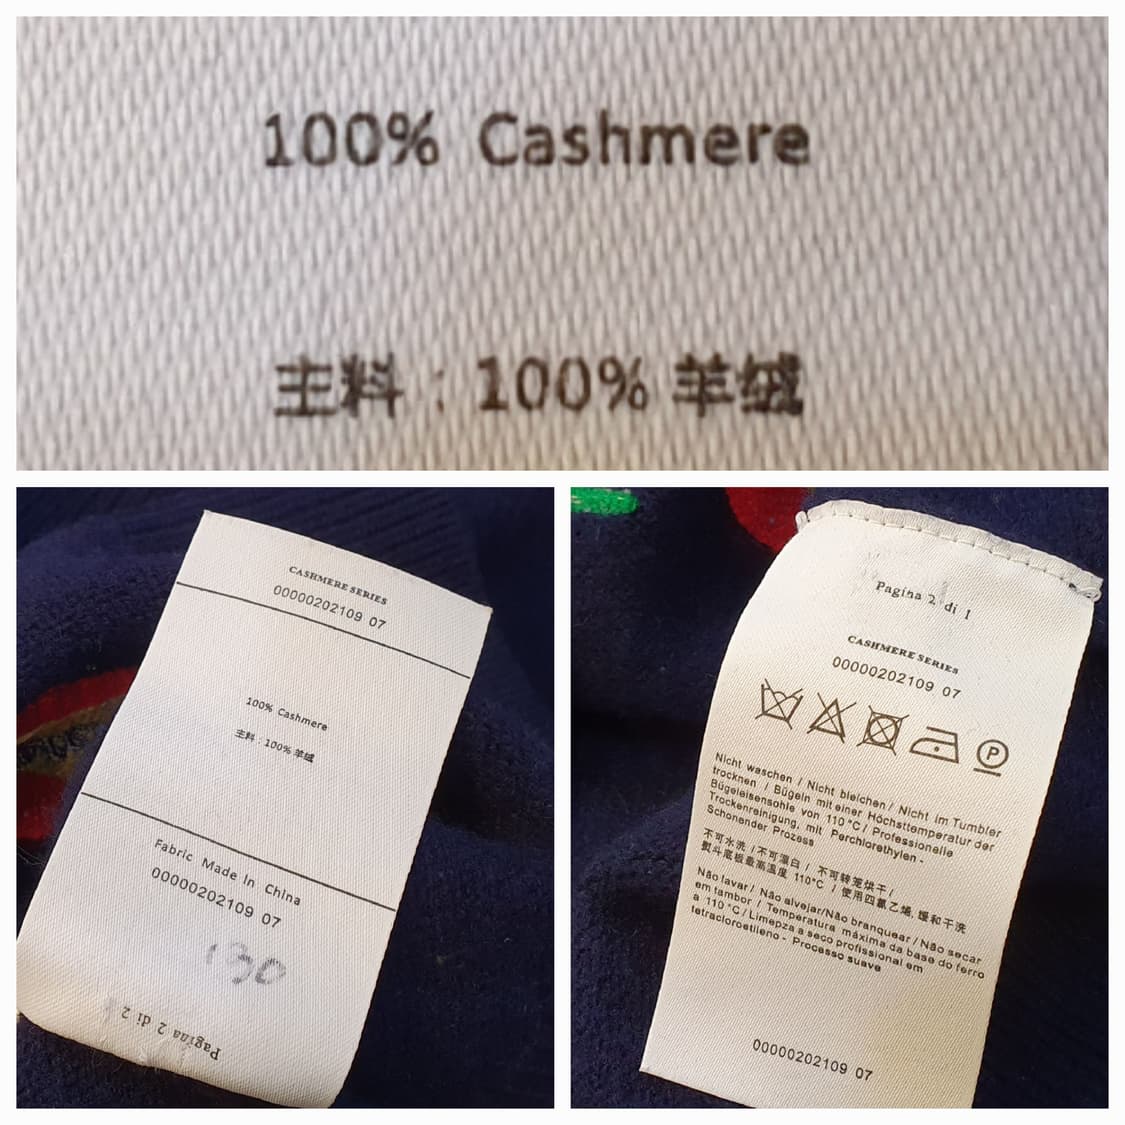 100% Cashmere
主料：100% 羊绒
CASHMERE SERIES
00000202109 07
100% Cashmere
主料：100% 羊绒
Fabric Made In China
00000202109 07
130
Pagina 2 di 2
Pagina 2 di 1
CASHMERE SERIES
00000202109 07
P
Nicht waschen / Nicht bleichen / Nicht im Tumbler
trocknen / Bügeln mit einer Höchsttemperatur der
Bügeleisensohle von 110 °C / Professionelle
Trockenreinigung, mit Perchlorethylen -
Schonender Prozess
不可水洗 / 不可漂白 / 不可转笼烘干 /
熨斗底板最高温度 110°C / 使用四氯乙烯, 缓和干洗
Não lavar / Não alvejar/Não branquear / Não secar
em tambor / Temperatura máxima da base do ferro
a 110 °C / Limepza a seco profissional em
tetracloroetileno - Processo suave
00000202109 07